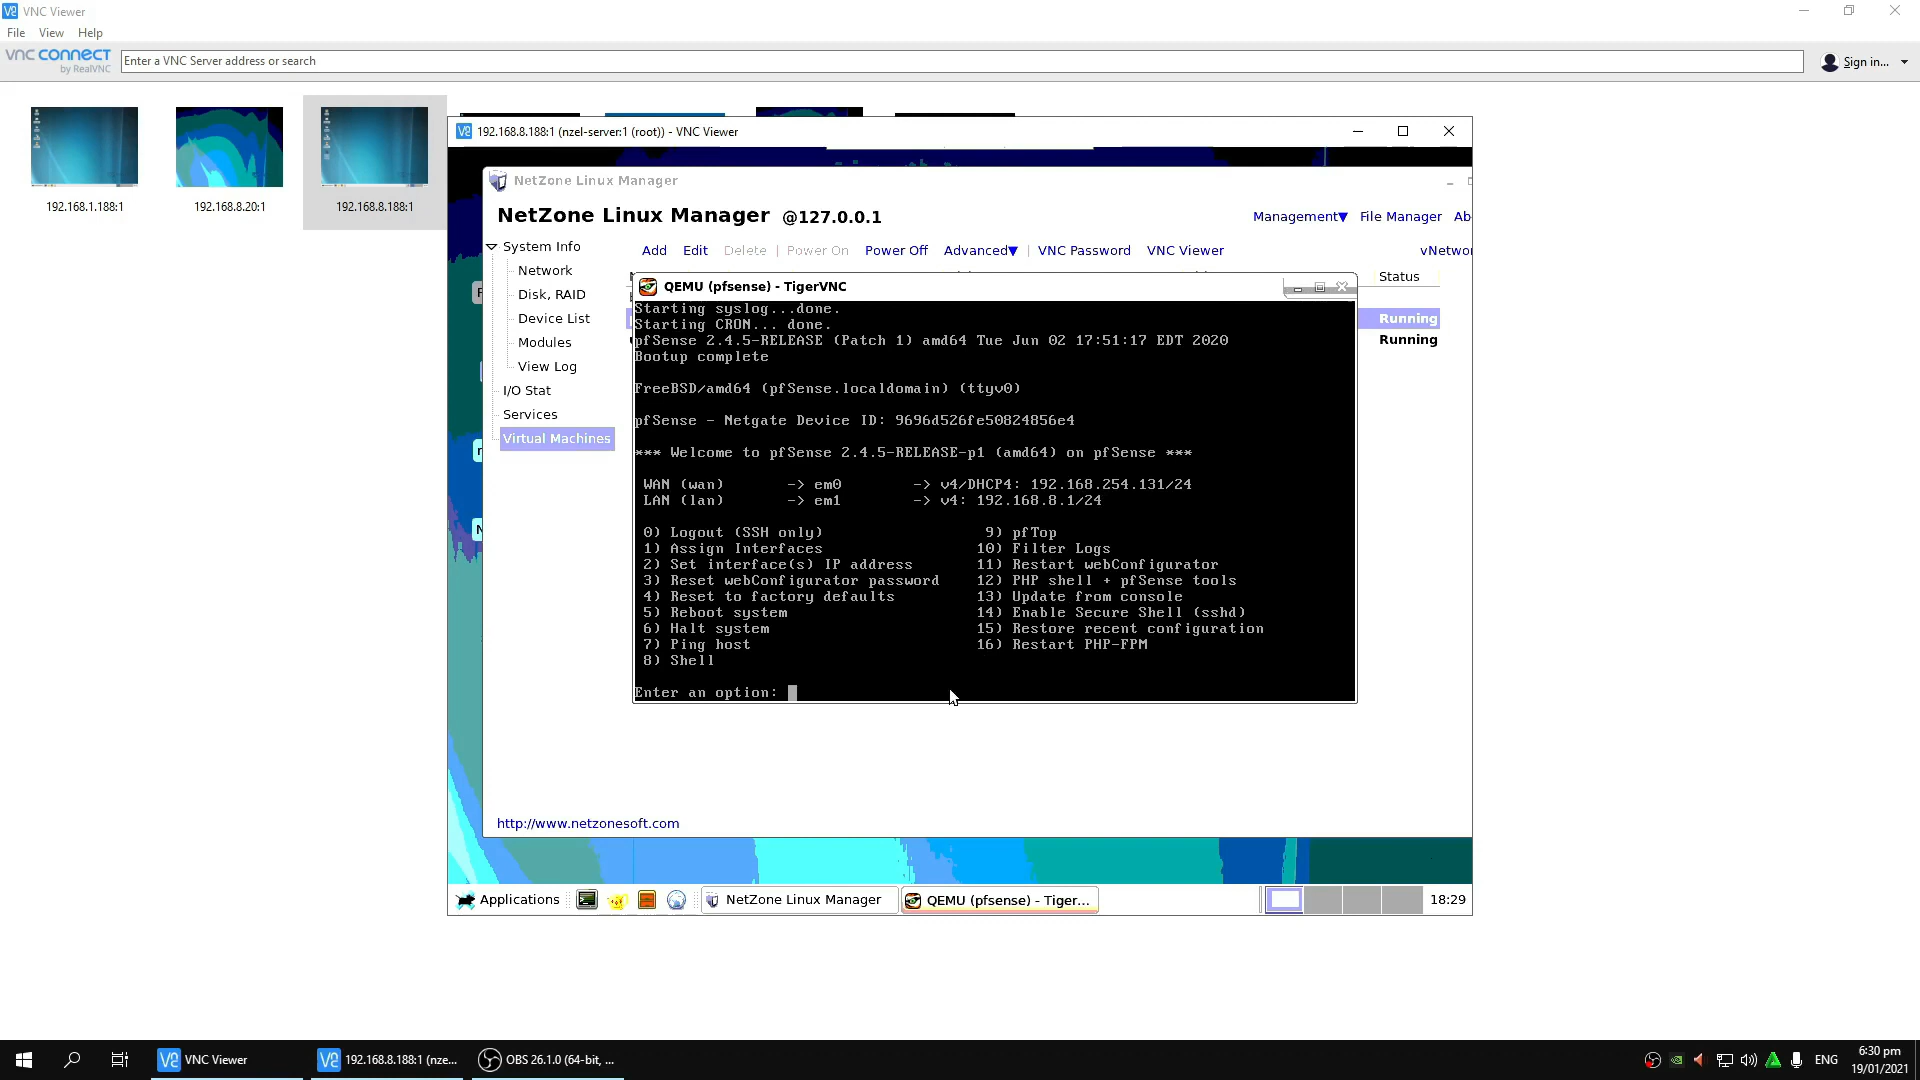 VNC Viewer
File View Help
VNC CONNECT
by RealVNC
Enter a VNC Server address or search
Sign in...
192.168.1.188:1
192.168.8.20:1
192.168.8.188:1
192.168.8.188:1 (nzel-server:1 (root)) - VNC Viewer
NetZone Linux Manager
NetZone Linux Manager @127.0.0.1
Management▼ File Manager Ab
System Info
Network
Disk, RAID
Device List
Modules
View Log
I/O Stat
Services
Virtual Machines
Add Edit Delete | Power On Power Off Advanced▼ | VNC Password VNC Viewer vNetwor
Status
Running
Running
QEMU (pfsense) - TigerVNC
Starting syslog...done.
Starting CRON... done.
pfSense 2.4.5-RELEASE (Patch 1) amd64 Tue Jun 02 17:51:17 EDT 2020
Bootup complete
FreeBSD/amd64 (pfSense.localdomain) (ttyv0)
pfSense - Netgate Device ID: 9696d526fe50824856e4
*** Welcome to pfSense 2.4.5-RELEASE-p1 (amd64) on pfSense ***
WAN (wan) -> em0 -> v4/DHCP4: 192.168.254.131/24
LAN (lan) -> em1 -> v4: 192.168.8.1/24
0) Logout (SSH only) 9) pfTop
1) Assign Interfaces 10) Filter Logs
2) Set interface(s) IP address 11) Restart webConfigurator
3) Reset webConfigurator password 12) PHP shell + pfSense tools
4) Reset to factory defaults 13) Update from console
5) Reboot system 14) Enable Secure Shell (sshd)
6) Halt system 15) Restore recent configuration
7) Ping host 16) Restart PHP-FPM
8) Shell
Enter an option:
http://www.netzonesoft.com
Applications NetZone Linux Manager QEMU (pfsense) - Tiger... 18:29
VNC Viewer 192.168.8.188:1 (nze... OBS 26.1.0 (64-bit, ... ENG 6:30 pm
19/01/2021